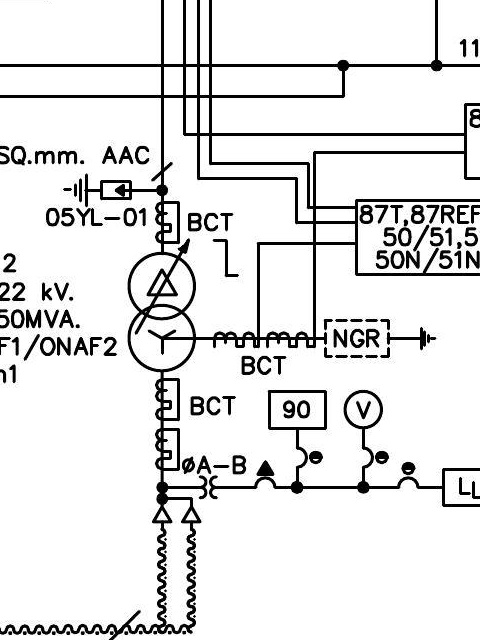 11
8
SQ.mm. AAC
05YL-01
BCT
87T,87REF
50/51,5
50N/51N
2
22 kV.
50MVA.
F1/ONAF2
n1
NGR
BCT
BCT
90
V
øA-B
LL